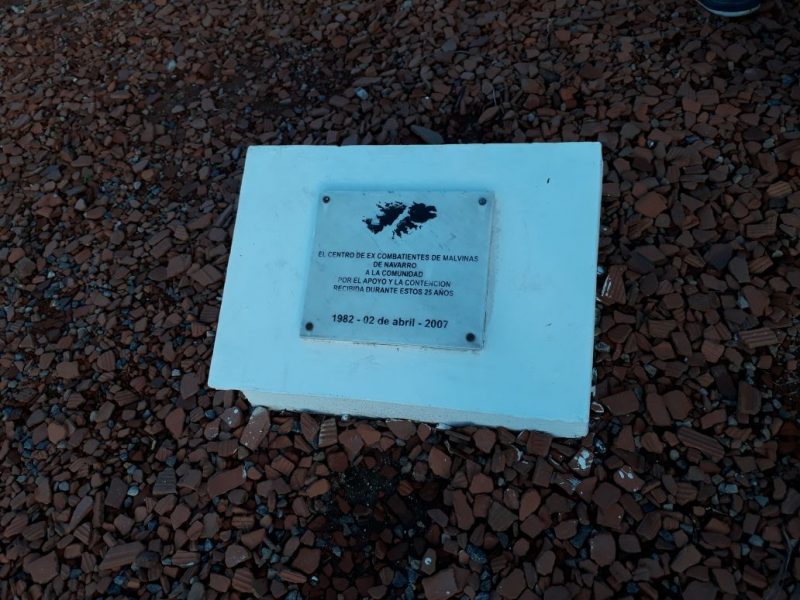 EL CENTRO DE EX COMBATIENTES DE MALVINAS
DE NAVARRO
A LA COMUNIDAD
POR EL APOYO Y LA CONTENCION
RECIBIDA DURANTE ESTOS 25 AÑOS
1982 - 02 de abril - 2007